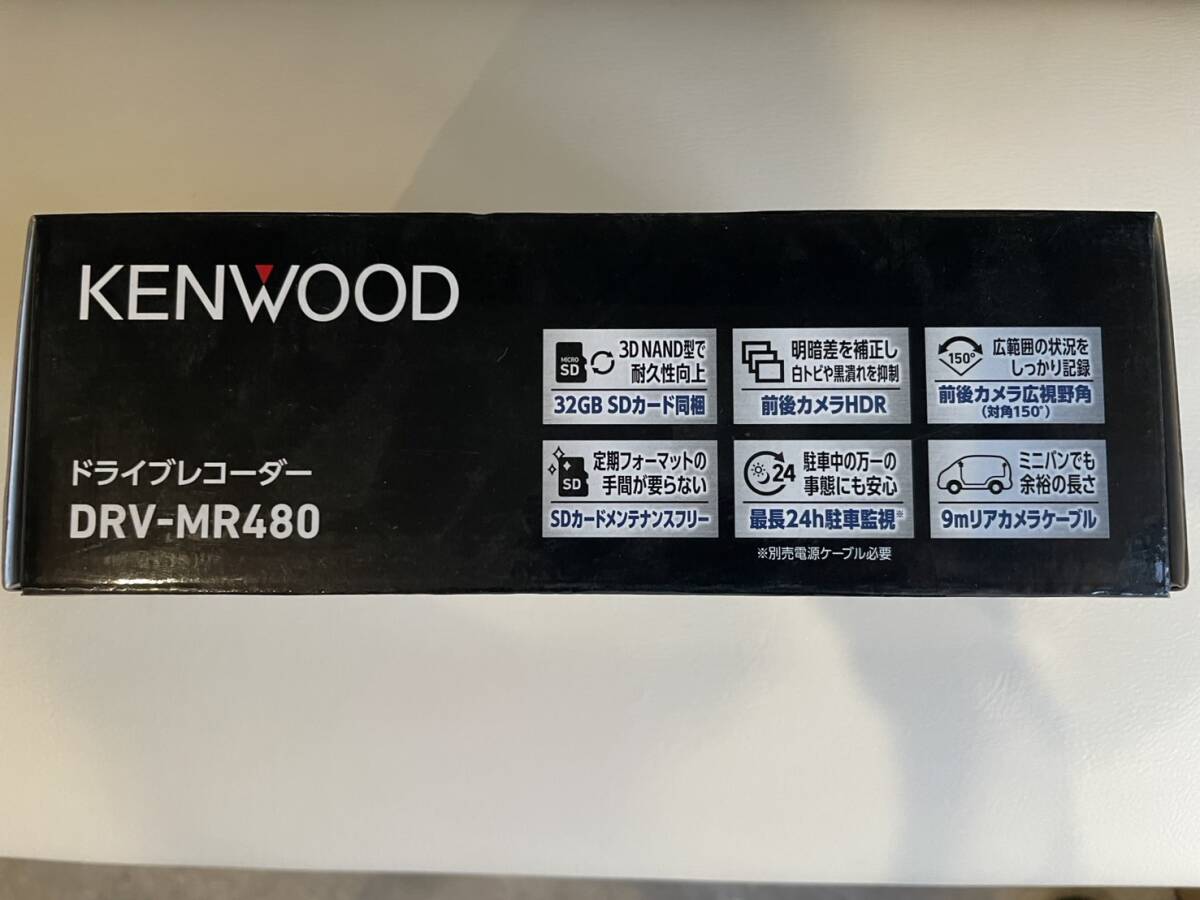 KENWOOD
ドライブレコーダー
DRV-MR480
MICRO
SD
3D NAND型で
耐久性向上
32GB SDカード同梱
明暗差を補正し
白トビや黒潰れを抑制
前後カメラHDR
150°
広範囲の状況を
しっかり記録
前後カメラ広視野角
(対角150°)
SD
定期フォーマットの
手間が要らない
SDカードメンテナンスフリー
24
駐車中の万一の
事態にも安心
最長24h駐車監視※
※別売電源ケーブル必要
ミニバンでも
余裕の長さ
9mリアカメラケーブル